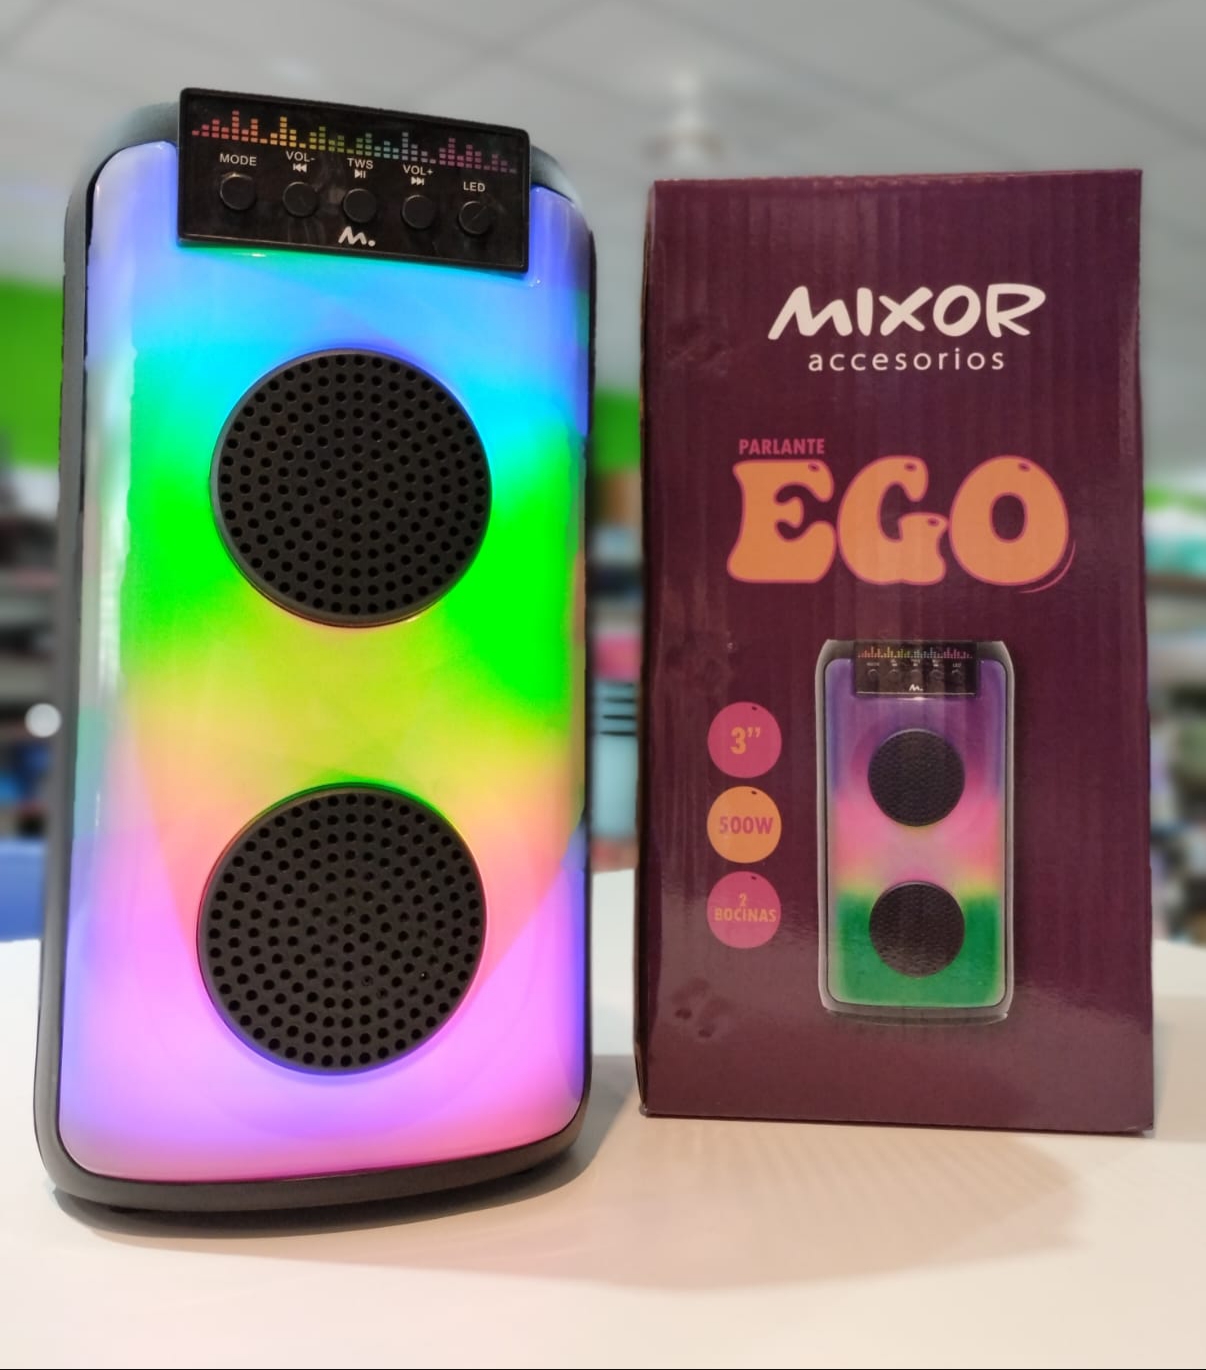 MODE
VOL-
TWS
VOL+
LED
M.
MIXOR
accesorios
PARLANTE
EGO
3’’
500W
2
BOCINAS